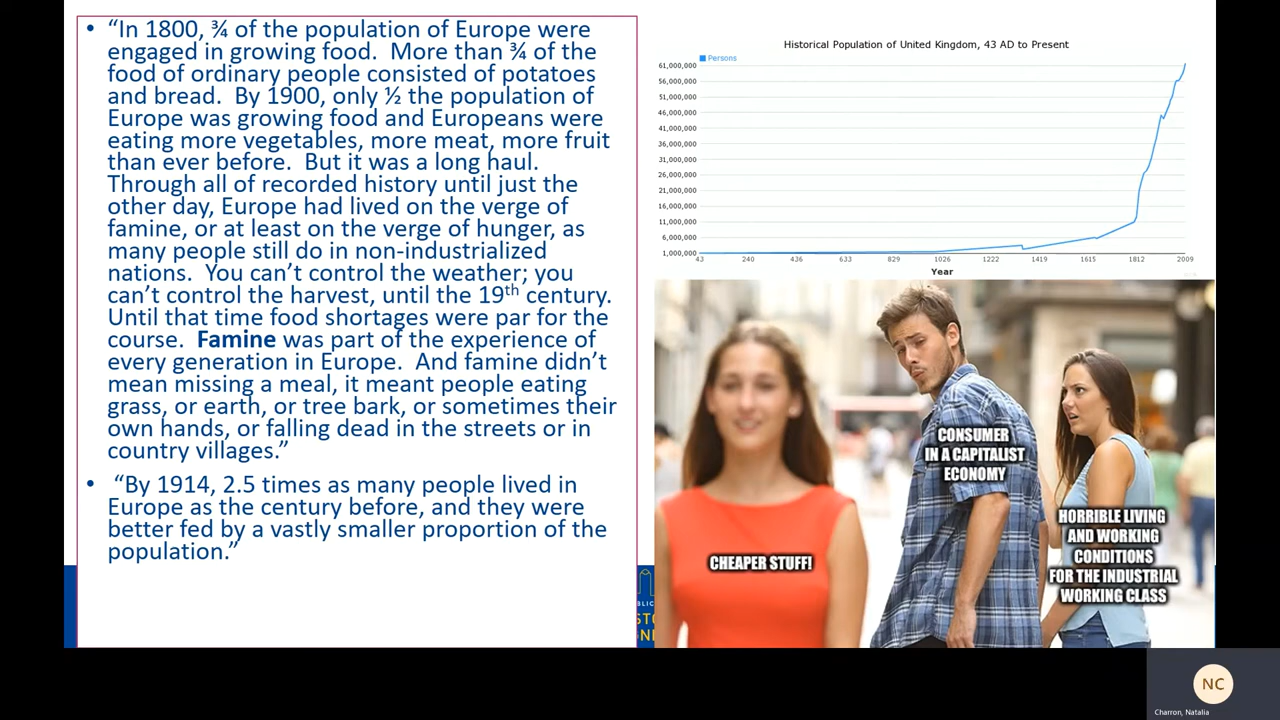 • “In 1800, ¾ of the population of Europe were
engaged in growing food.  More than ¾ of the
food of ordinary people consisted of potatoes
and bread.  By 1900, only ½ the population of
Europe was growing food and Europeans were
eating more vegetables, more meat, more fruit
than ever before.  But it was a long haul.
Through all of recorded history until just the
other day, Europe had lived on the verge of
famine, or at least on the verge of hunger, as
many people still do in non-industrialized
nations.  You can’t control the weather; you
can’t control the harvest, until the 19th century.
Until that time food shortages were par for the
course.  Famine was part of the experience of
every generation in Europe.  And famine didn’t
mean missing a meal, it meant people eating
grass, or earth, or tree bark, or sometimes their
own hands, or falling dead in the streets or in
country villages.”
• “By 1914, 2.5 times as many people lived in
Europe as the century before, and they were
better fed by a vastly smaller proportion of the
population.”
Historical Population of United Kingdom, 43 AD to Present
Persons
61,000,000
56,000,000
51,000,000
46,000,000
41,000,000
36,000,000
31,000,000
26,000,000
21,000,000
16,000,000
11,000,000
6,000,000
1,000,000
43 240 436 633 829 1026 1222 1419 1615 1812 2009
Year
CHEAPER STUFF!
CONSUMER
IN A CAPITALIST
ECONOMY
HORRIBLE LIVING
AND WORKING
CONDITIONS
FOR THE INDUSTRIAL
WORKING CLASS
NC
Charron, Natalia